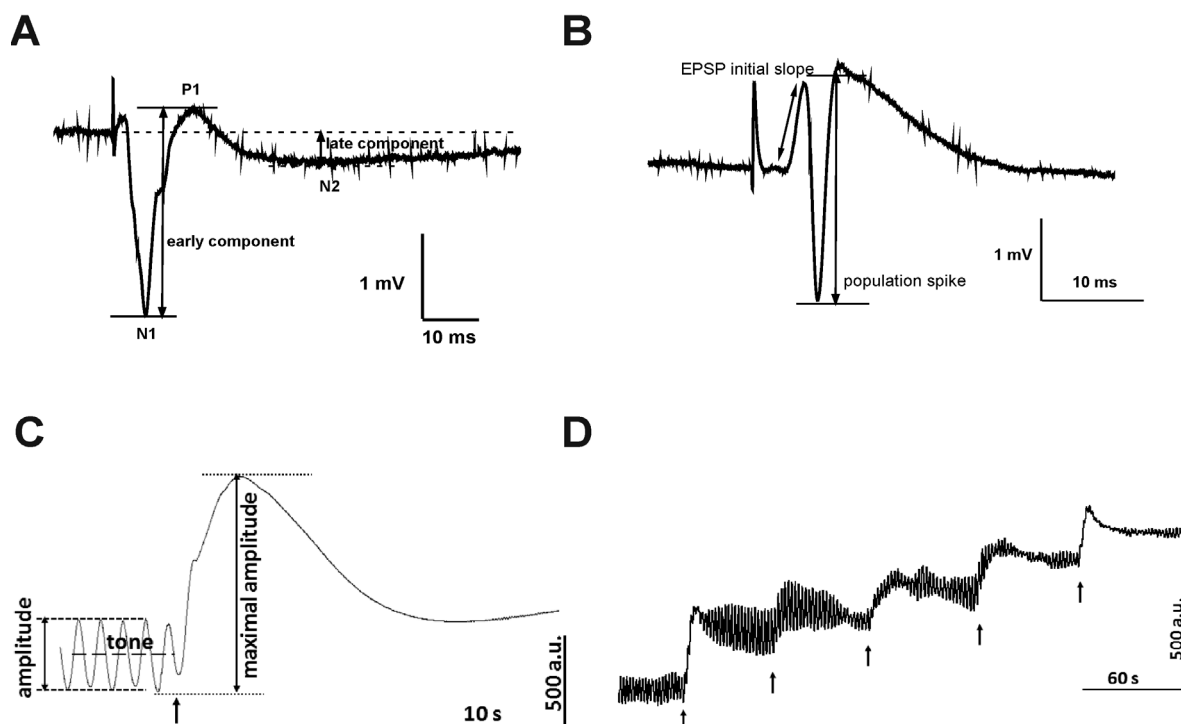 A
P1
late component
N2
early component
N1
1 mV
10 ms
B
EPSP initial slope
population spike
1 mV
10 ms
C
amplitude
tone
maximal amplitude
10 s
500 a.u.
D
60 s
500 a.u.